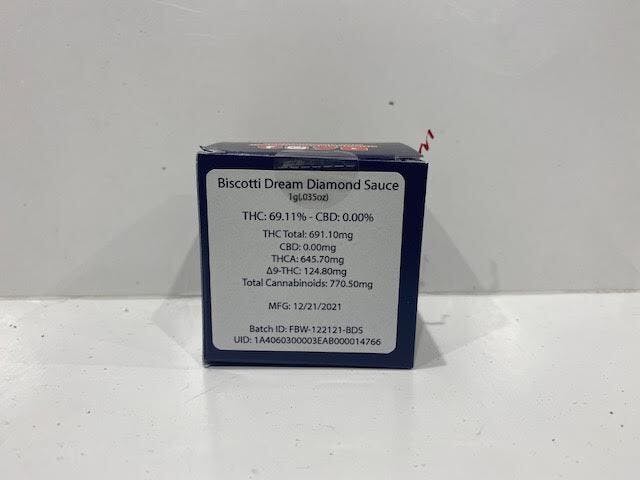 Biscotti Dream Diamond Sauce
1g(.035oz)
THC: 69.11% - CBD: 0.00%
THC Total: 691.10mg
CBD: 0.00mg
THCA: 645.70mg
Δ9-THC: 124.80mg
Total Cannabinoids: 770.50mg
MFG: 12/21/2021
Batch ID: FBW-122121-BDS
UID: 1A4060300003EAB000014766